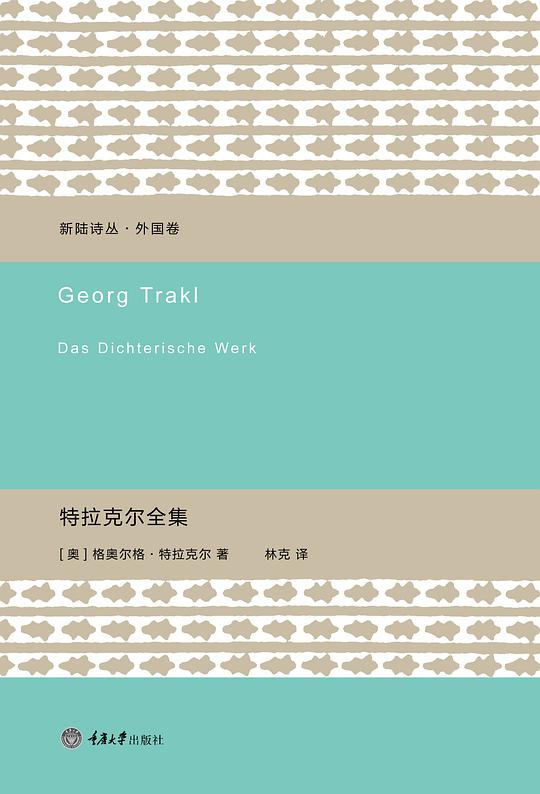 新陆诗丛·外国卷
Georg Trakl
Das Dichterische Werk
特拉克尔全集
[奥]格奥尔格·特拉克尔 著 林克 译
重庆大学出版社